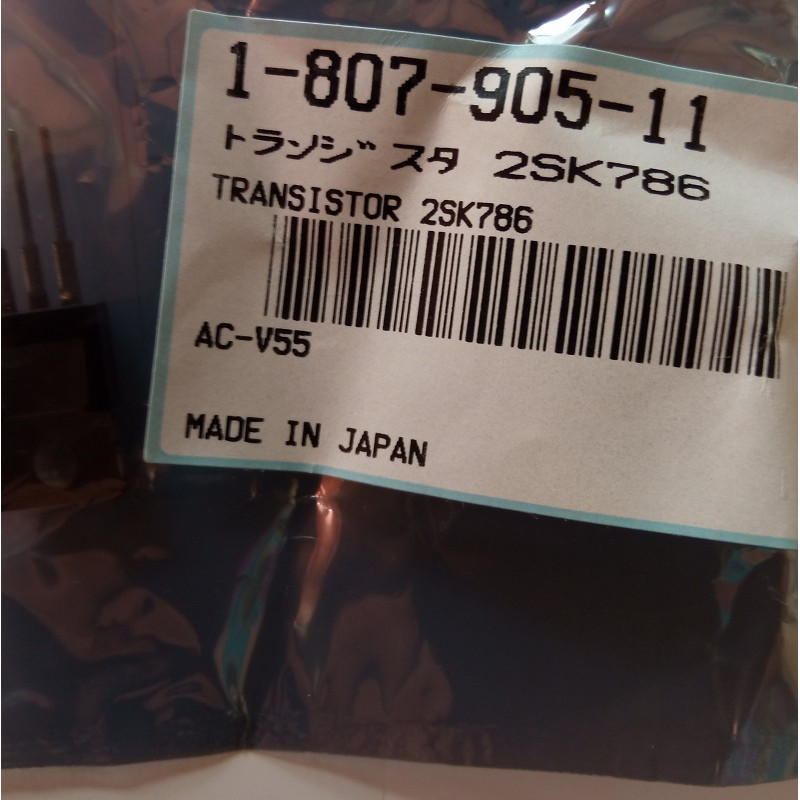 1-807-905-11
トランジスタ 2SK786
TRANSISTOR 2SK786
AC-V55
MADE IN JAPAN